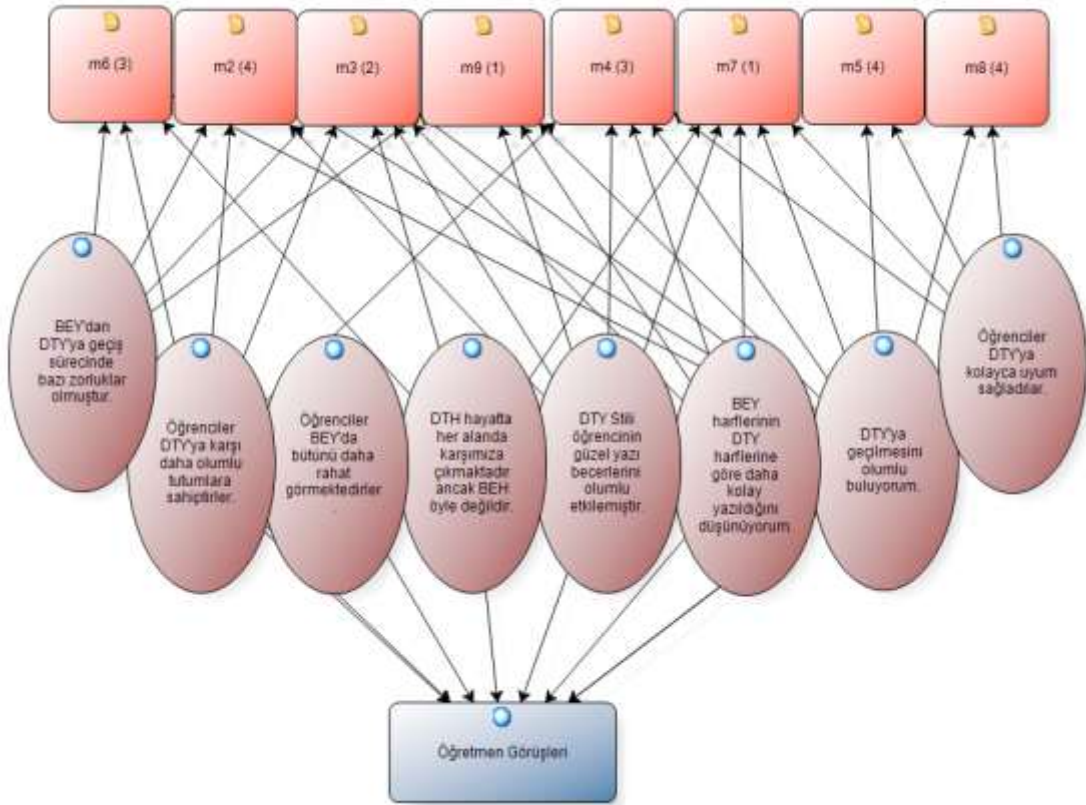 m6 (3)
m2 (4)
m3 (2)
m9 (1)
m4 (3)
m7 (1)
m5 (4)
m8 (4)
BEY'dan
DTY'ya geçiş
sürecinde
bazı zorluklar
olmuştur.
Öğrenciler
DTY'ya karşı
daha olumlu
tutumlara
sahiptirler.
Öğrenciler
BEY'da
bütünü daha
rahat
görmektedirler
.
DTH hayatta
her alanda
karşımıza
çıkmaktadır
ancak BEH
öyle değildir.
DTY Stili
öğrencinin
güzel yazı
becerlerini
olumlu
etkilemiştir.
BEY
harflerinin
DTY
harflerine
göre daha
kolay
yazıldığını
düşünüyorum
DTY'ya
geçilmesini
olumlu
buluyorum.
Öğrenciler
DTY'ya
kolayca uyum
sağladılar.
Öğretmen Görüşleri